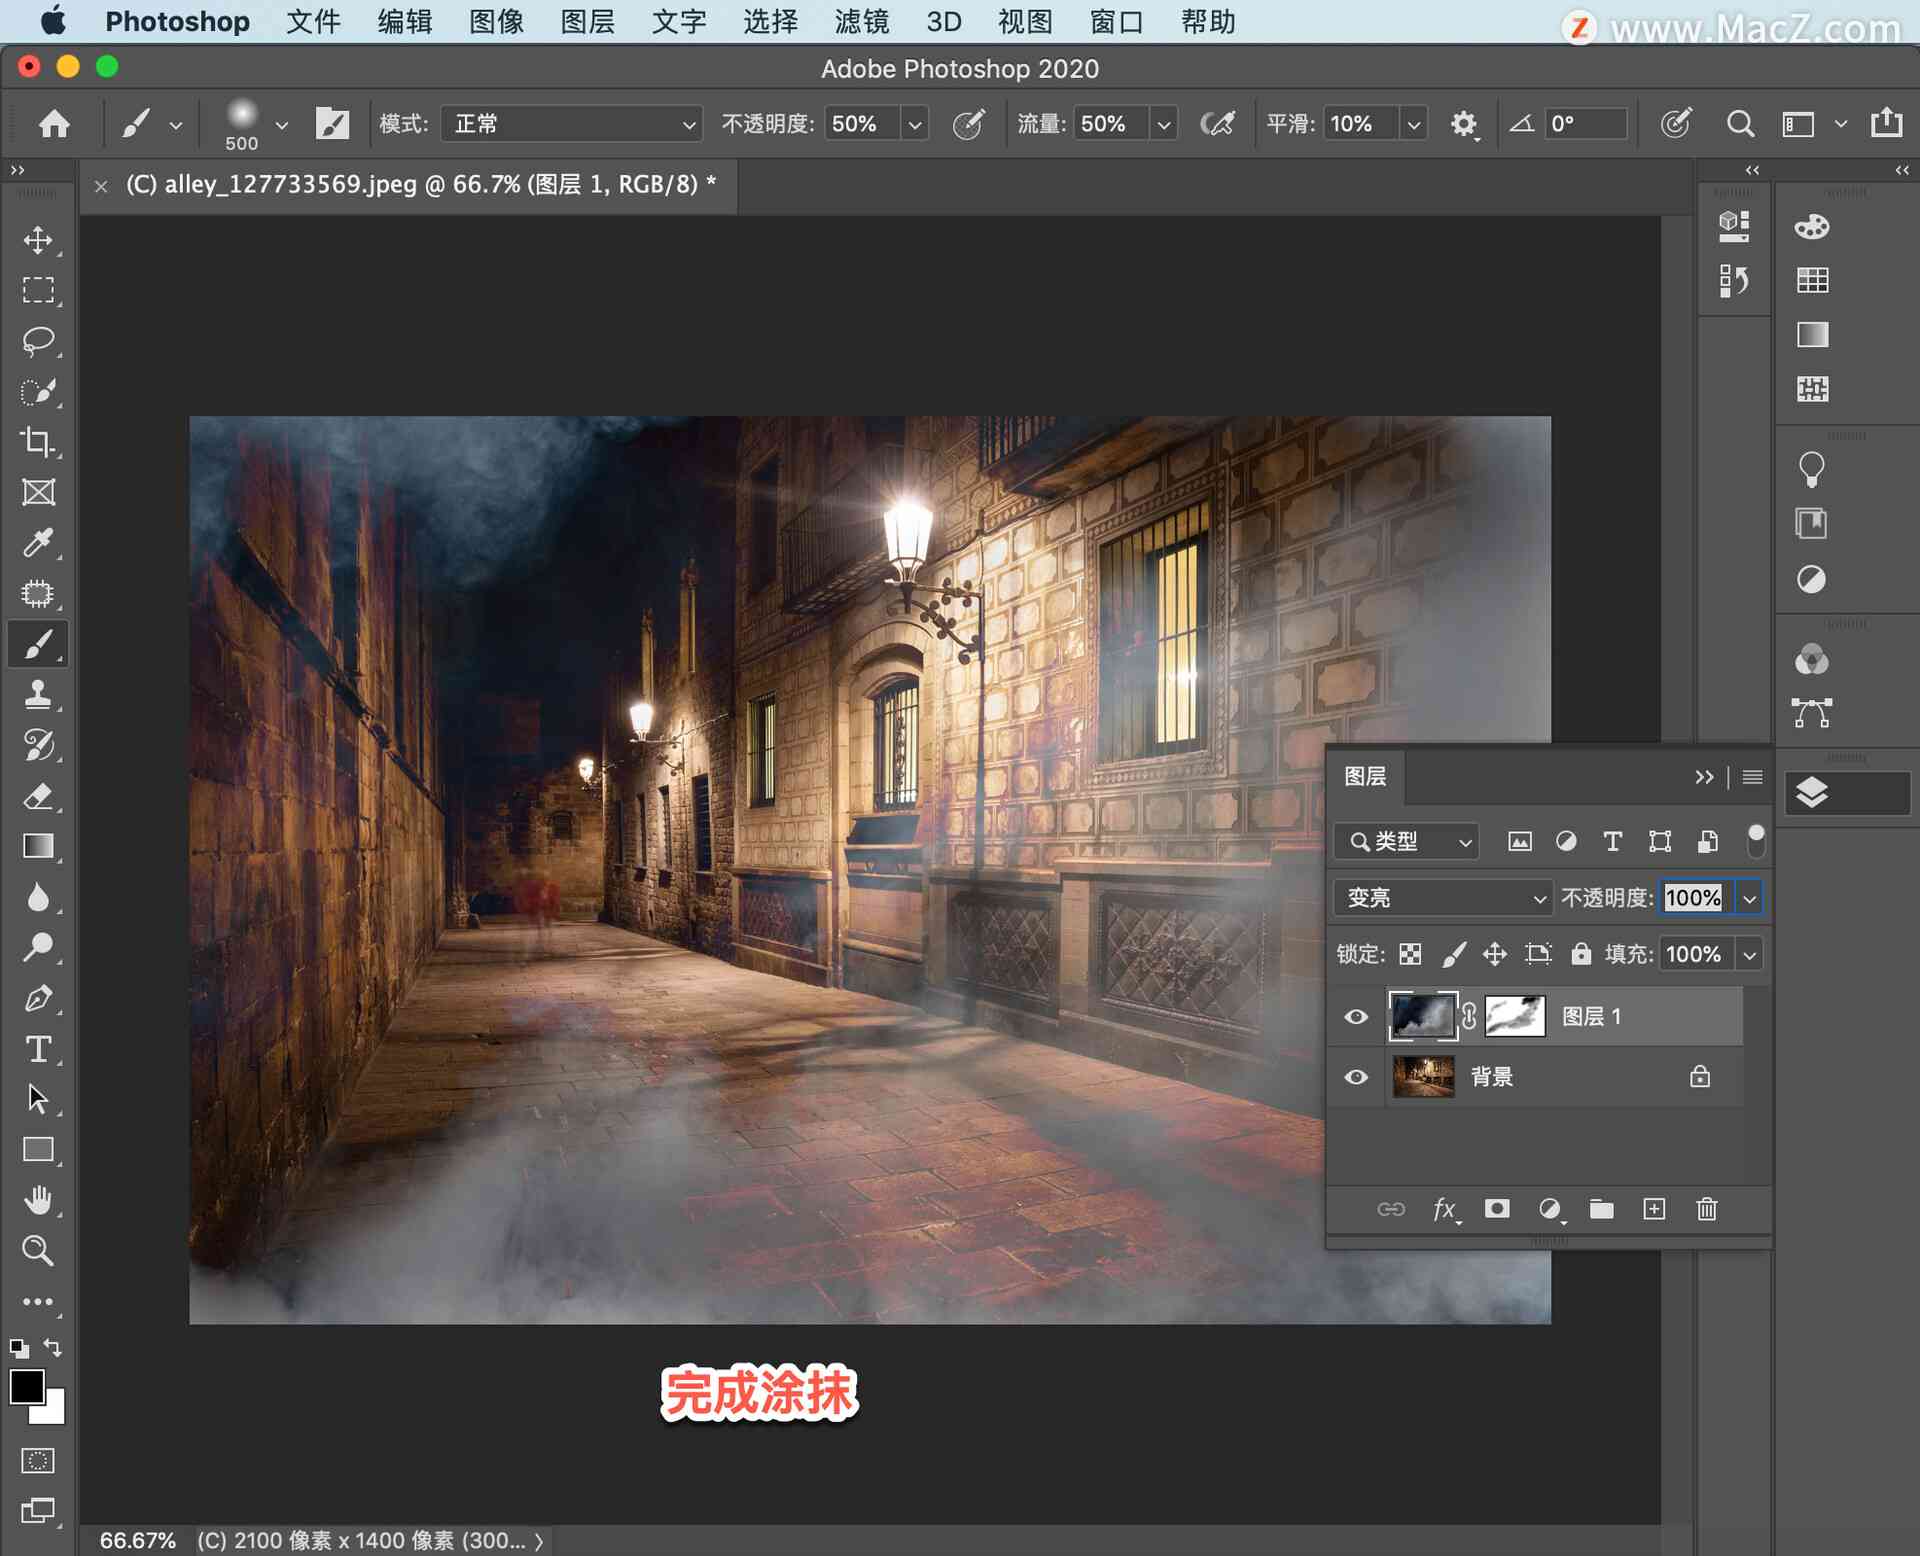 Photoshop 文件 编辑 图像 图层 文字 选择 滤镜 3D 视图 窗口 帮助
Z www.MacZ.com
Adobe Photoshop 2020
500 模式: 正常 不透明度: 50% 流量: 50% 平滑: 10% 0°
(C) alley_127733569.jpeg @ 66.7% (图层 1, RGB/8) *
图层
类型
变亮 不透明度: 100%
锁定: 填充: 100%
图层 1
背景
fx
完成涂抹
66.67% (C) 2100 像素 x 1400 像素 (300...